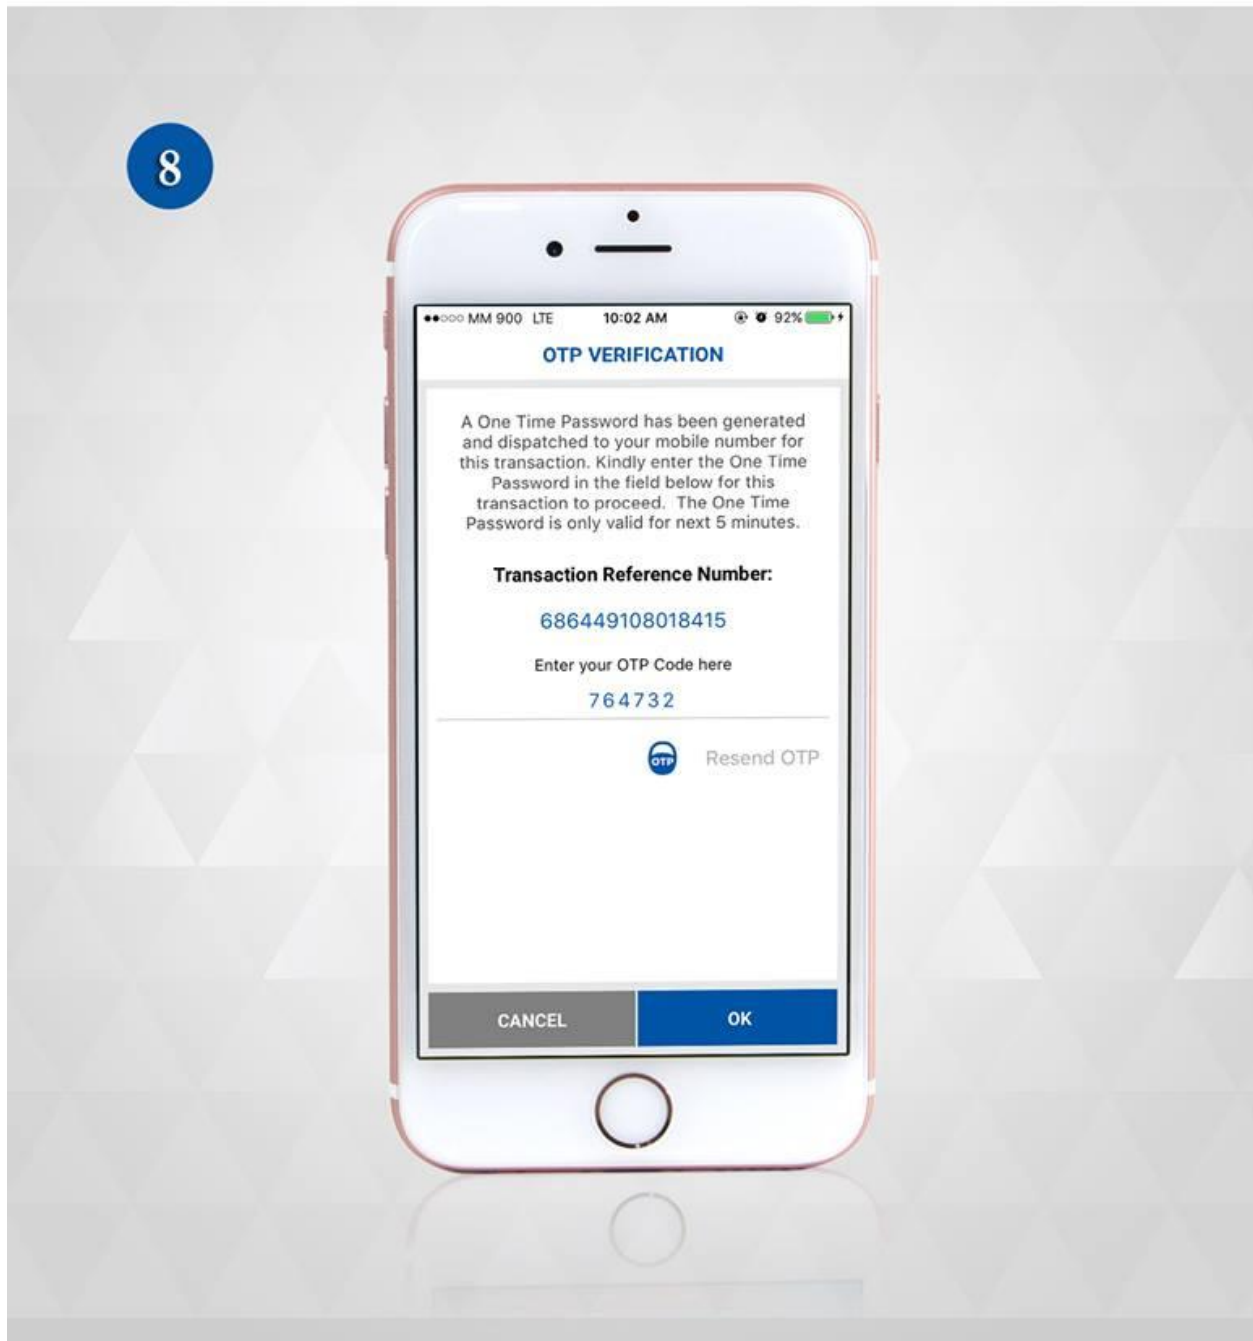 8
MM 900 LTE 10:02 AM 92%
OTP VERIFICATION
A One Time Password has been generated
and dispatched to your mobile number for
this transaction. Kindly enter the One Time
Password in the field below for this
transaction to proceed. The One Time
Password is only valid for next 5 minutes.
Transaction Reference Number:
686449108018415
Enter your OTP Code here
764732
OTP Resend OTP
CANCEL OK